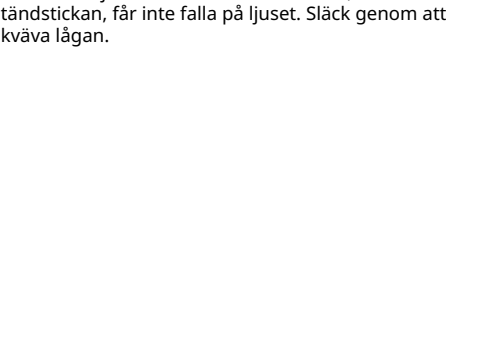 tändstickan, får inte falla på ljuset. Släck genom att
kväva lågan.